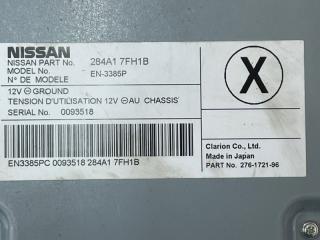 NISSAN
NISSAN PART No. 284A1 7FH1B
MODEL No. EN-3385P
N° DE MODELE
12V ⊖ GROUND
TENSION D'UTILISATION 12V ⊖ AU CHASSIS
SERIAL No. 0093518
EN3385PC 0093518 284A1 7FH1B
X
Clarion Co., Ltd.
Made in Japan
PART No. 276-1721-96